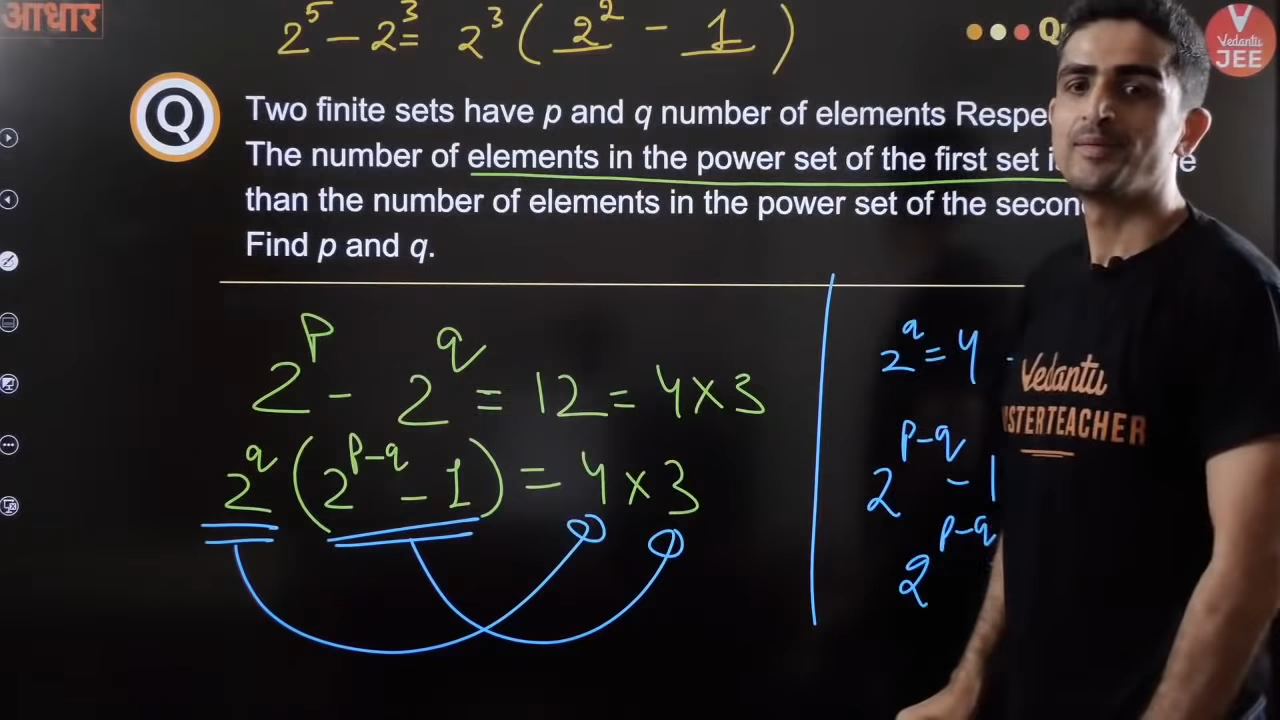 आधार
2⁵ - 2³ = 2³ ( 2² - 1 )
Vedantu
JEE
Q
Two finite sets have p and q number of elements
The number of elements in the power set of the first set
than the number of elements in the power set of the
Find p and q.
2^p - 2^q = 12 = 4 × 3
2^q (2^{p-q} - 1) = 4 × 3
2^q = 4
2^{p-q} - 1
2^{p-q}
Vedantu